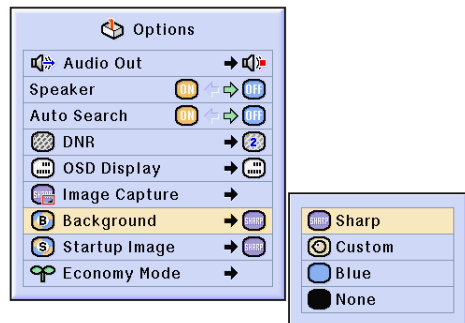 Options
Audio Out
Speaker ON OFF
Auto Search ON OFF
DNR 2
OSD Display
Image Capture
B Background SHARP
S Startup Image SHARP
Economy Mode
SHARP Sharp
Custom
Blue
None